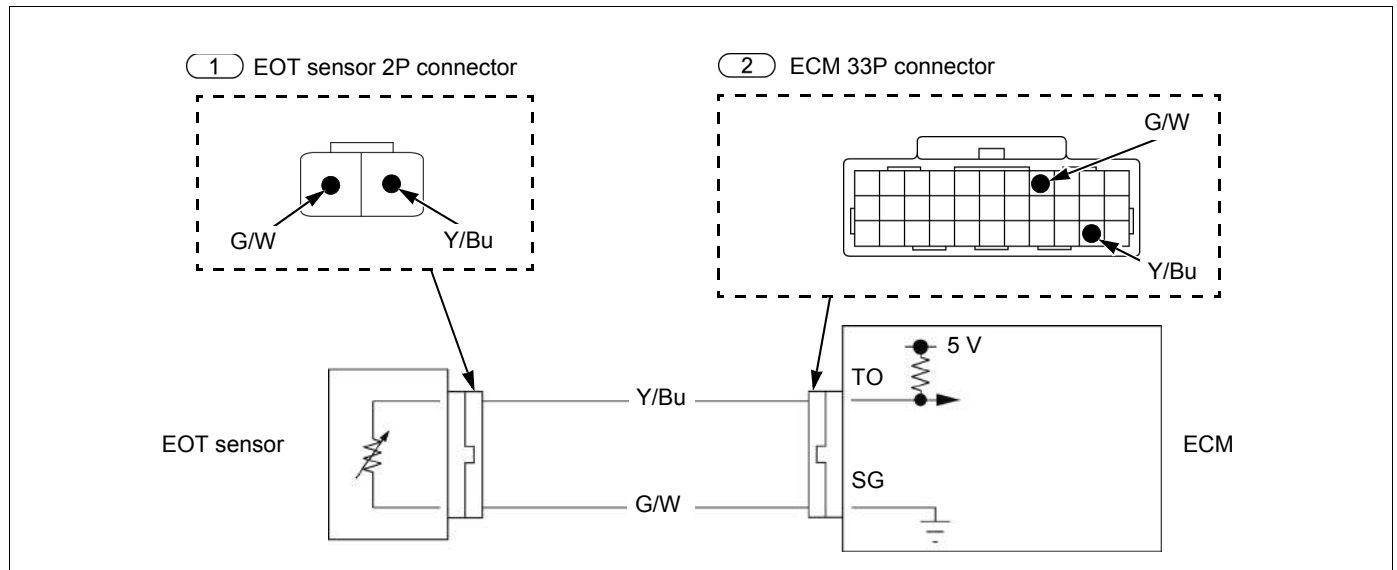 1 EOT sensor 2P connector
2 ECM 33P connector
G/W
G/W
Y/Bu
Y/Bu
5 V
TO
Y/Bu
EOT sensor
ECM
SG
G/W